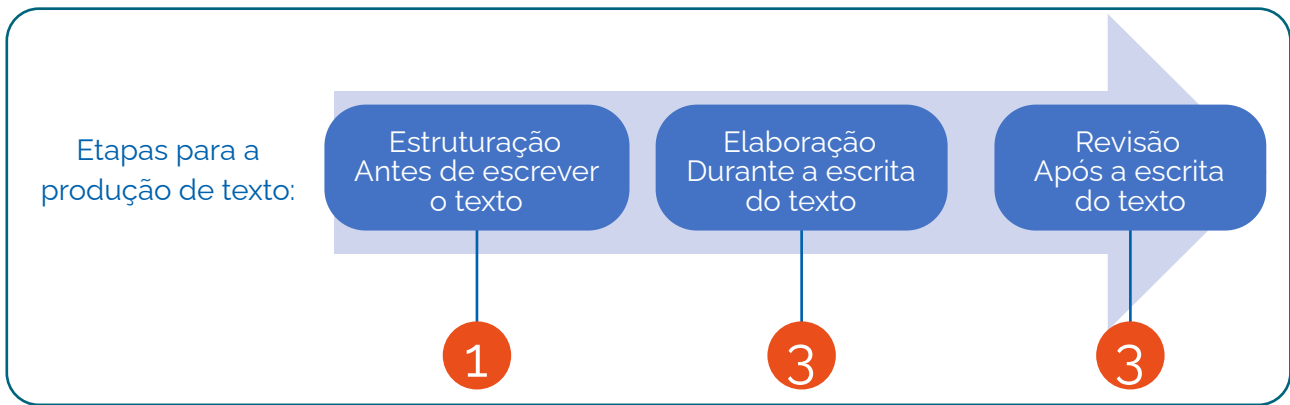 Etapas para a
produção de texto:
Estruturação
Antes de escrever
o texto
Elaboração
Durante a escrita
do texto
Revisão
Após a escrita
do texto
1
3
3